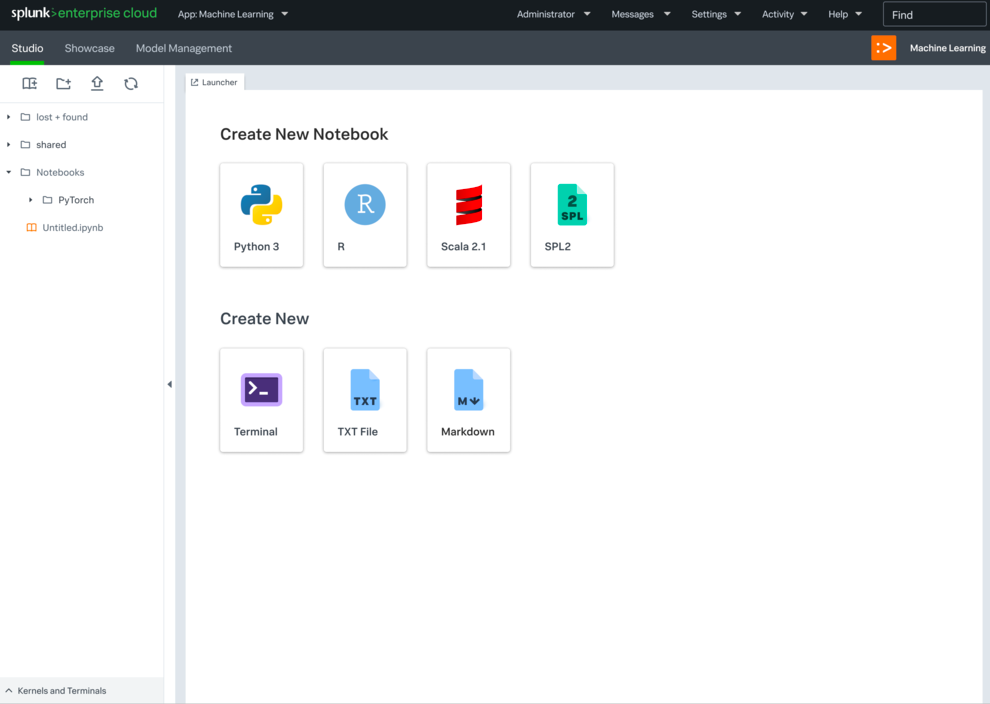 splunk>enterprise cloud App: Machine Learning Administrator Messages Settings Activity Help Find
Studio Showcase Model Management Machine Learning
Launcher
lost + found
shared
Notebooks
PyTorch
Untitled.ipynb
Create New Notebook
R
2
SPL
Python 3 R Scala 2.1 SPL2
Create New
>_ TXT M
Terminal TXT File Markdown
Kernels and Terminals